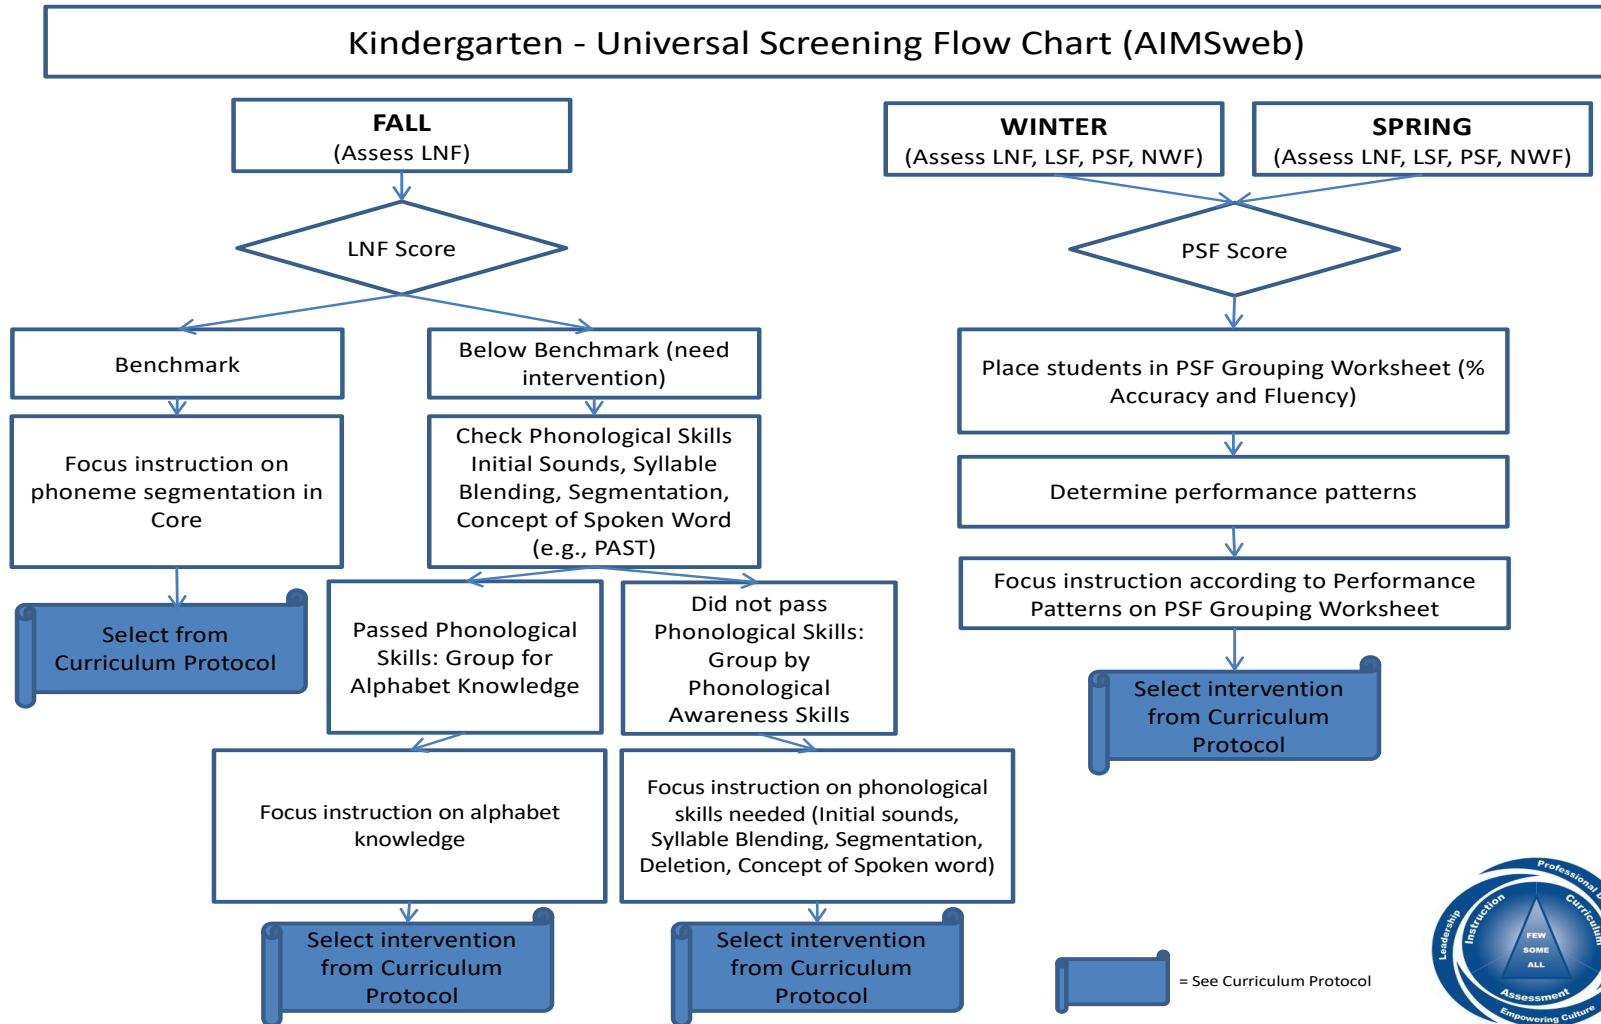 Kindergarten - Universal Screening Flow Chart (AIMSweb)
FALL
(Assess LNF)
WINTER
(Assess LNF, LSF, PSF, NWF)
SPRING
(Assess LNF, LSF, PSF, NWF)
LNF Score
PSF Score
Benchmark
Below Benchmark (need
intervention)
Place students in PSF Grouping Worksheet (%
Accuracy and Fluency)
Focus instruction on
phoneme segmentation in
Core
Check Phonological Skills
Initial Sounds, Syllable
Blending, Segmentation,
Concept of Spoken Word
(e.g., PAST)
Determine performance patterns
Focus instruction according to Performance
Patterns on PSF Grouping Worksheet
Select from
Curriculum Protocol
Passed Phonological
Skills: Group for
Alphabet Knowledge
Did not pass
Phonological Skills:
Group by
Phonological
Awareness Skills
Select intervention
from Curriculum
Protocol
Focus instruction on alphabet
knowledge
Focus instruction on phonological
skills needed (Initial sounds,
Syllable Blending, Segmentation,
Deletion, Concept of Spoken word)
Select intervention
from Curriculum
Protocol
Select intervention
from Curriculum
Protocol
= See Curriculum Protocol
Professional D
Leadership
Instruction
Curriculum
FEW
SOME
ALL
Assessment
Empowering Culture